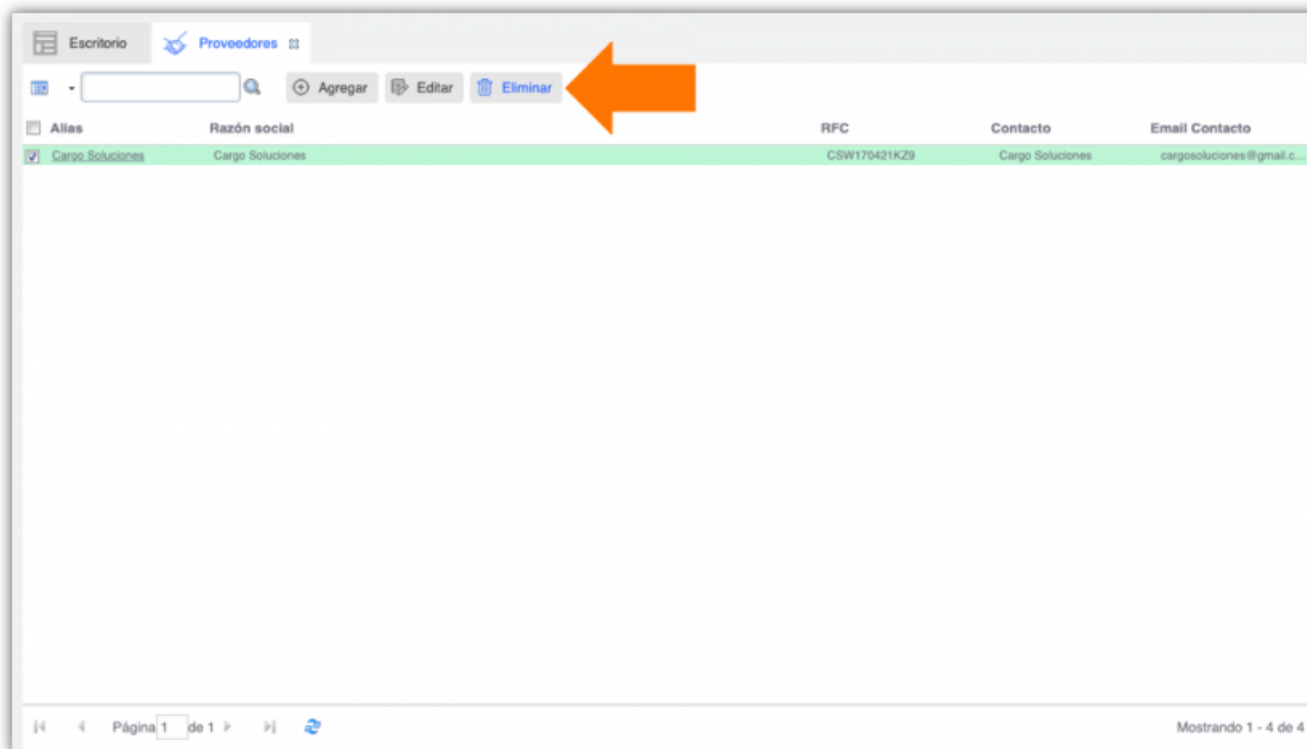 Escritorio Proveedores
Agregar Editar Eliminar
Alias Razón social RFC Contacto Email Contacto
Cargo Soluciones Cargo Soluciones CSW170421KZ9 Cargo Soluciones cargosoluciones@gmail.c...
Página 1 de 1 Mostrando 1 - 4 de 4